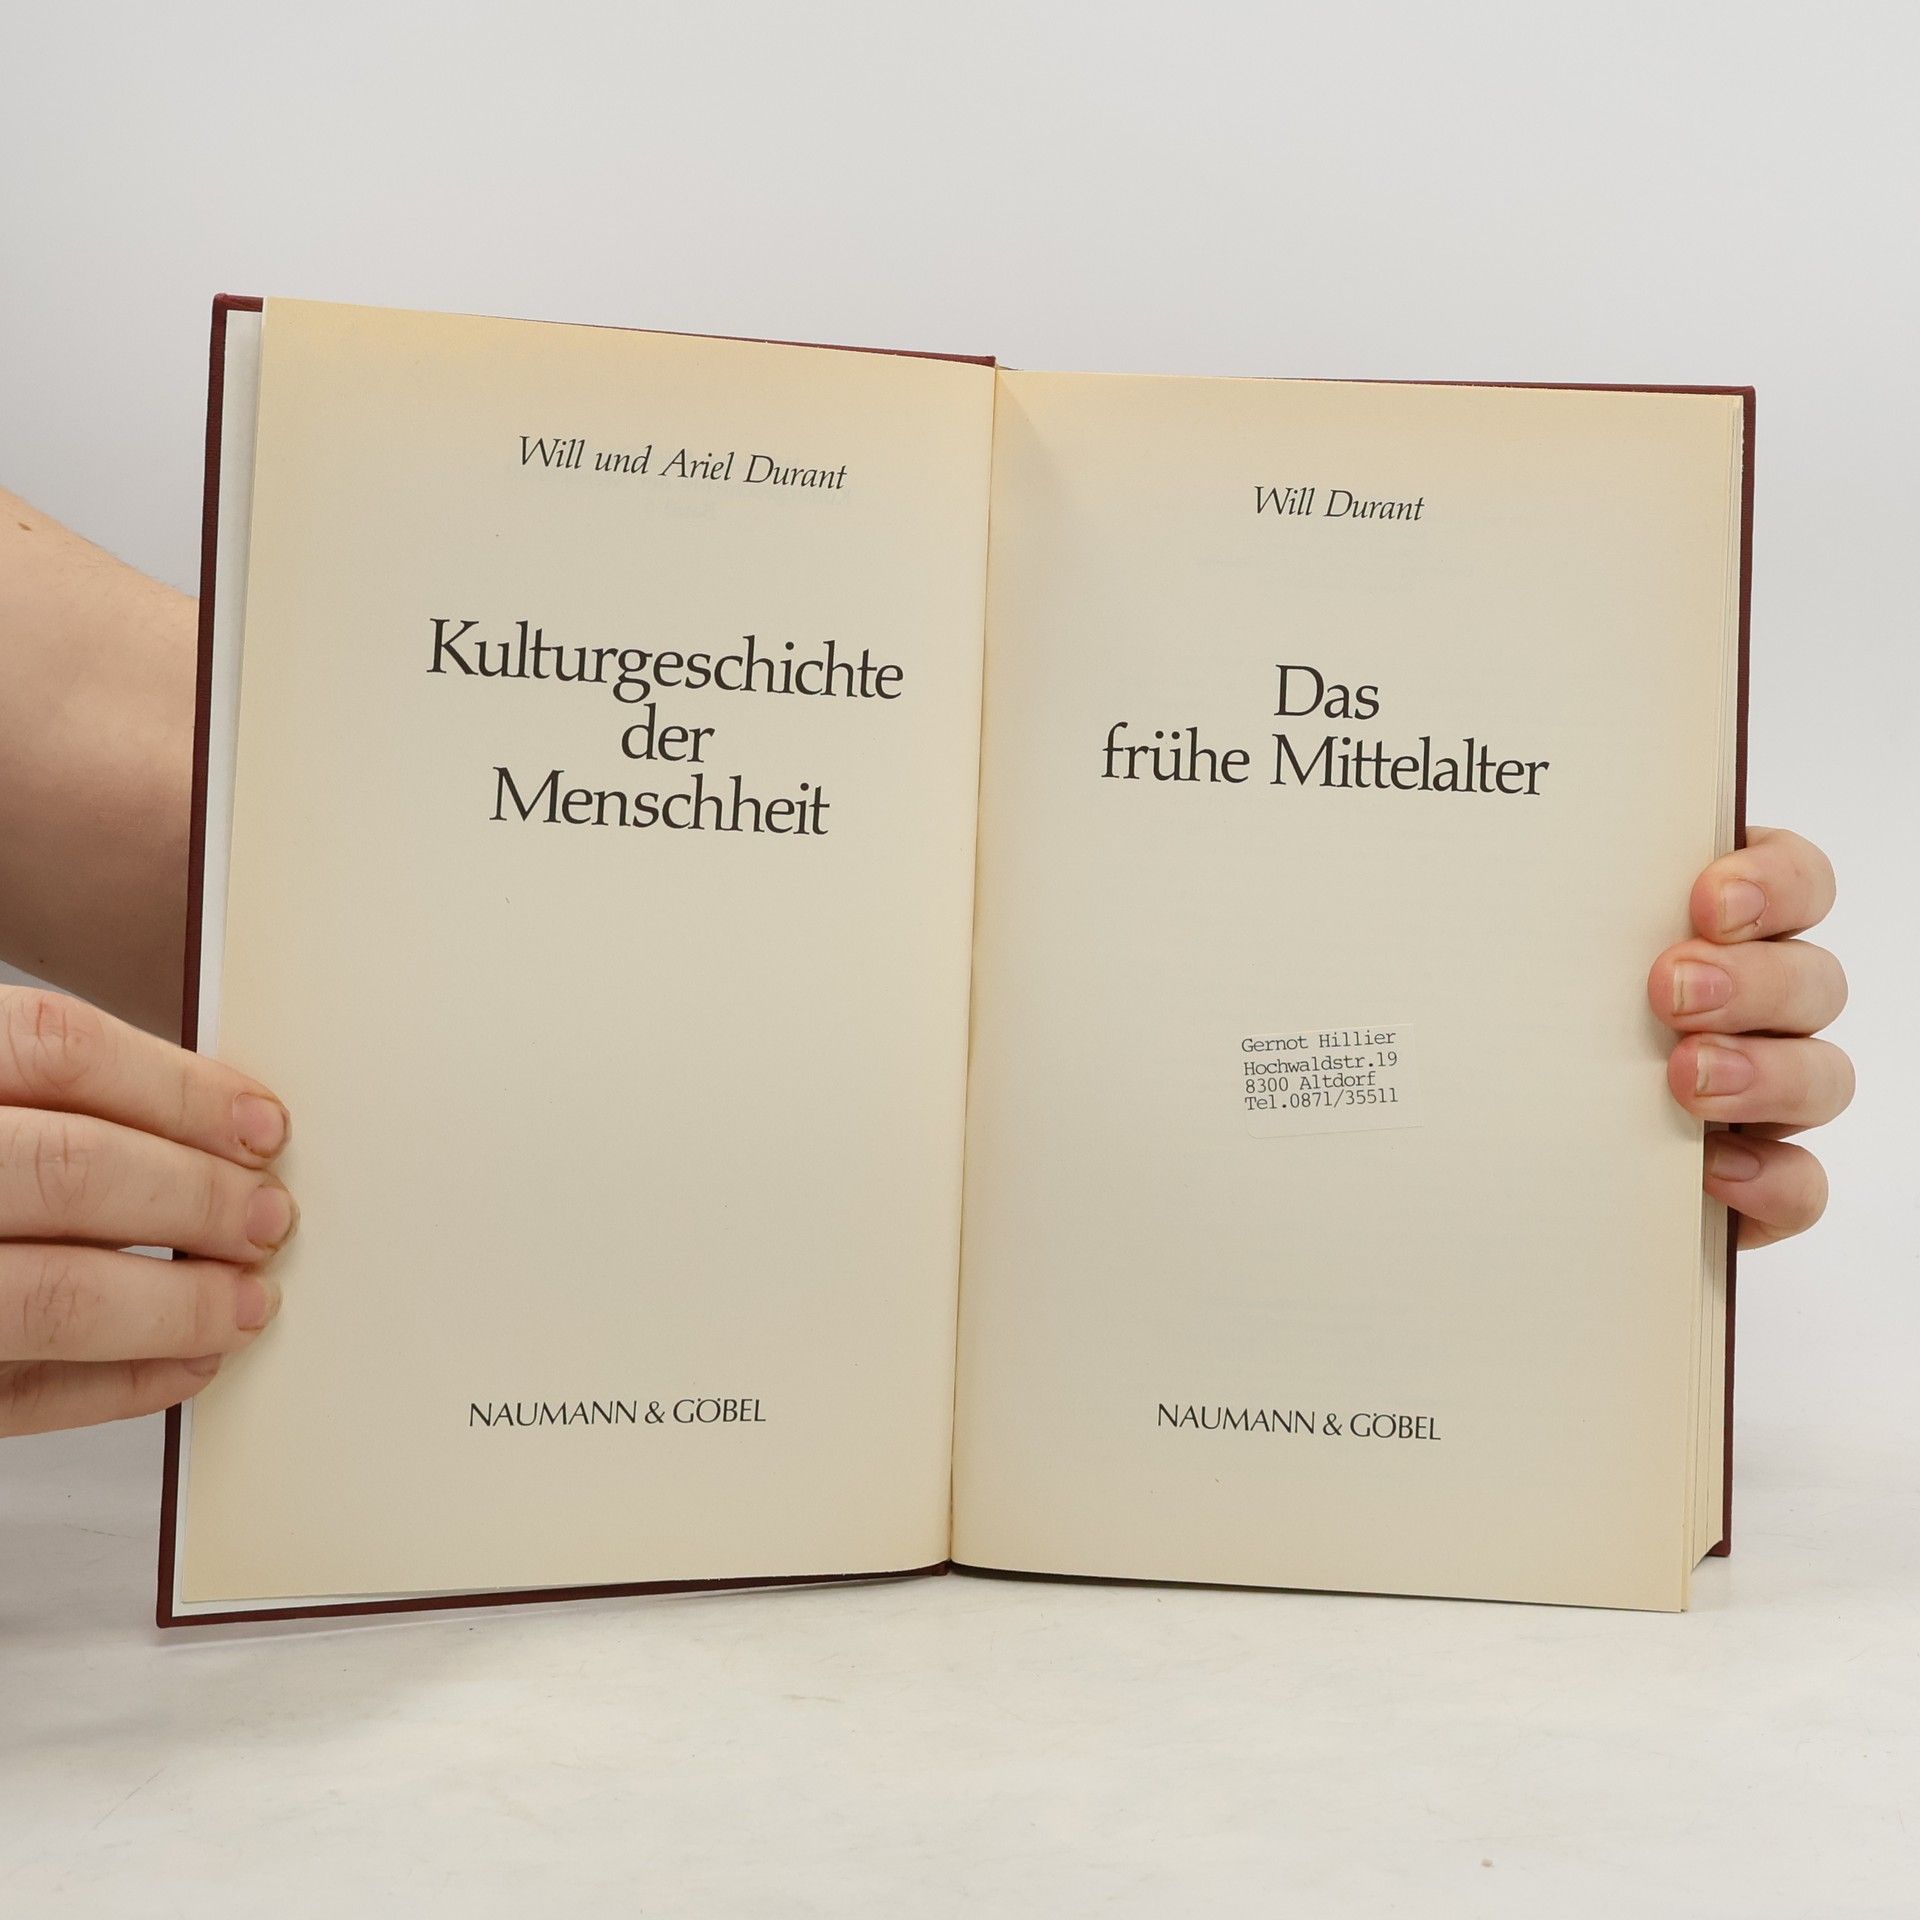 Will und Ariel Durant
Kulturgeschichte
der
Menschheit
NAUMANN & GÖBEL
Will Durant
Das
frühe Mittelalter
Gernot Hillier
Hochwaldstr.19
8300 Altdorf
Tel.0871/35511
NAUMANN & GÖBEL